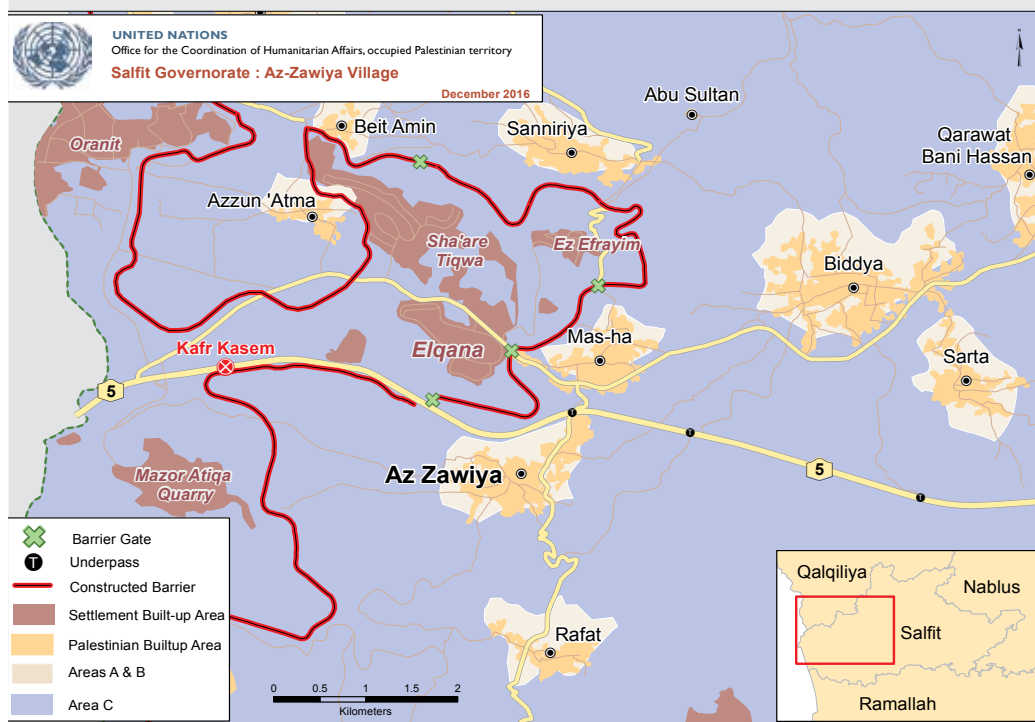 UNITED NATIONS
Office for the Coordination of Humanitarian Affairs, occupied Palestinian territory
Salfit Governorate : Az-Zawiya Village
December 2016
Abu Sultan
Beit Amin
Sanniriya
Oranit
Qarawat
Bani Hassan
Azzun 'Atma
Sha'are
Tiqwa
Ez Efrayim
Biddya
Mas-ha
Elqana
Kafr Kasem
Sarta
5
T
T
Az Zawiya
5
Mazor Atiqa
Quarry
T
Rafat
Barrier Gate
T Underpass
Constructed Barrier
Settlement Built-up Area
Palestinian Builtup Area
Areas A & B
Area C
0 0.5 1 2
Kilometers
Qalqiliya
Nablus
Salfit
Ramallah